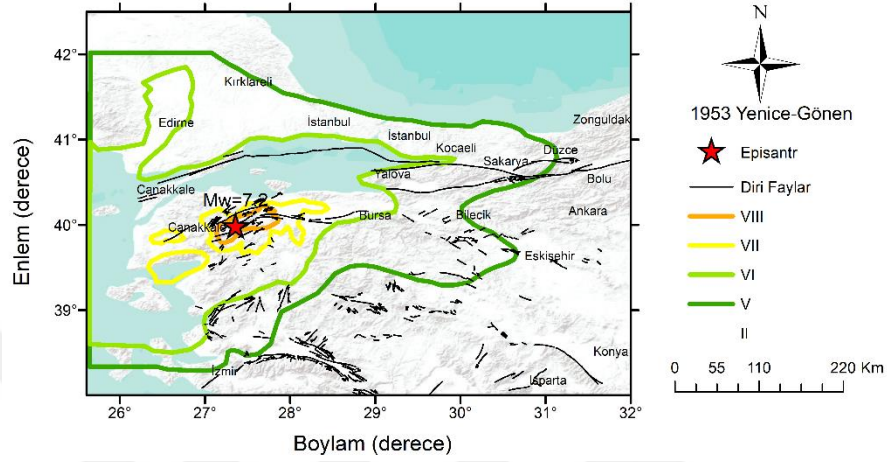 42°
41°
40°
39°
Enlem (derece)
Kırklareli
Edirne
İstanbul
İstanbul
Zonguldak
Kocaeli
Düzce
Sakarya
Yalova
Bolu
Çanakkale
Mw=7.2
Çanakkale
Bursa
Bilecik
Ankara
Eskişehir
Konya
İzmir
Isparta
26°
27°
28°
29°
30°
31°
32°
Boylam (derece)
N
1953 Yenice-Gönen
Episantr
Diri Faylar
VIII
VII
VI
V
II
0 55 110 220 Km